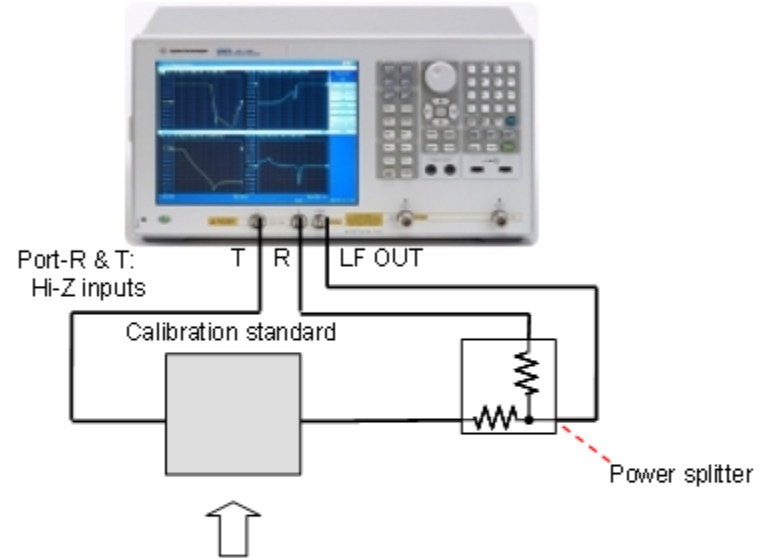 T
R
LF OUT
Port-R & T:
Hi-Z inputs
Calibration standard
Power splitter